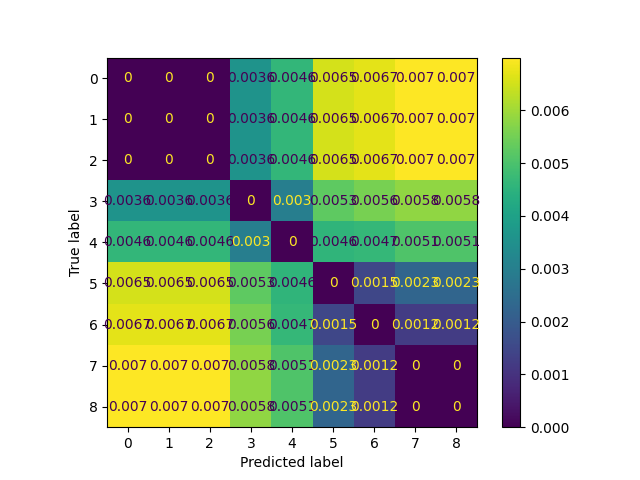 0 0 0 0 0.0036 0.0046 0.0065 0.0067 0.007 0.007
1 0 0 0 0.0036 0.0046 0.0065 0.0067 0.007 0.007
2 0 0 0 0.0036 0.0046 0.0065 0.0067 0.007 0.007
3 0.0036 0.0036 0.0036 0 0.003 0.0053 0.0056 0.0058 0.0058
4 0.0046 0.0046 0.0046 0.003 0 0.0046 0.0047 0.0051 0.0051
5 0.0065 0.0065 0.0065 0.0053 0.0046 0 0.0015 0.0023 0.0023
6 0.0067 0.0067 0.0067 0.0056 0.0047 0.0015 0 0.0012 0.0012
7 0.007 0.007 0.007 0.0058 0.0051 0.0023 0.0012 0 0
8 0.007 0.007 0.007 0.0058 0.0051 0.0023 0.0012 0 0
0 1 2 3 4 5 6 7 8
Predicted label
True label
0.006
0.005
0.004
0.003
0.002
0.001
0.000